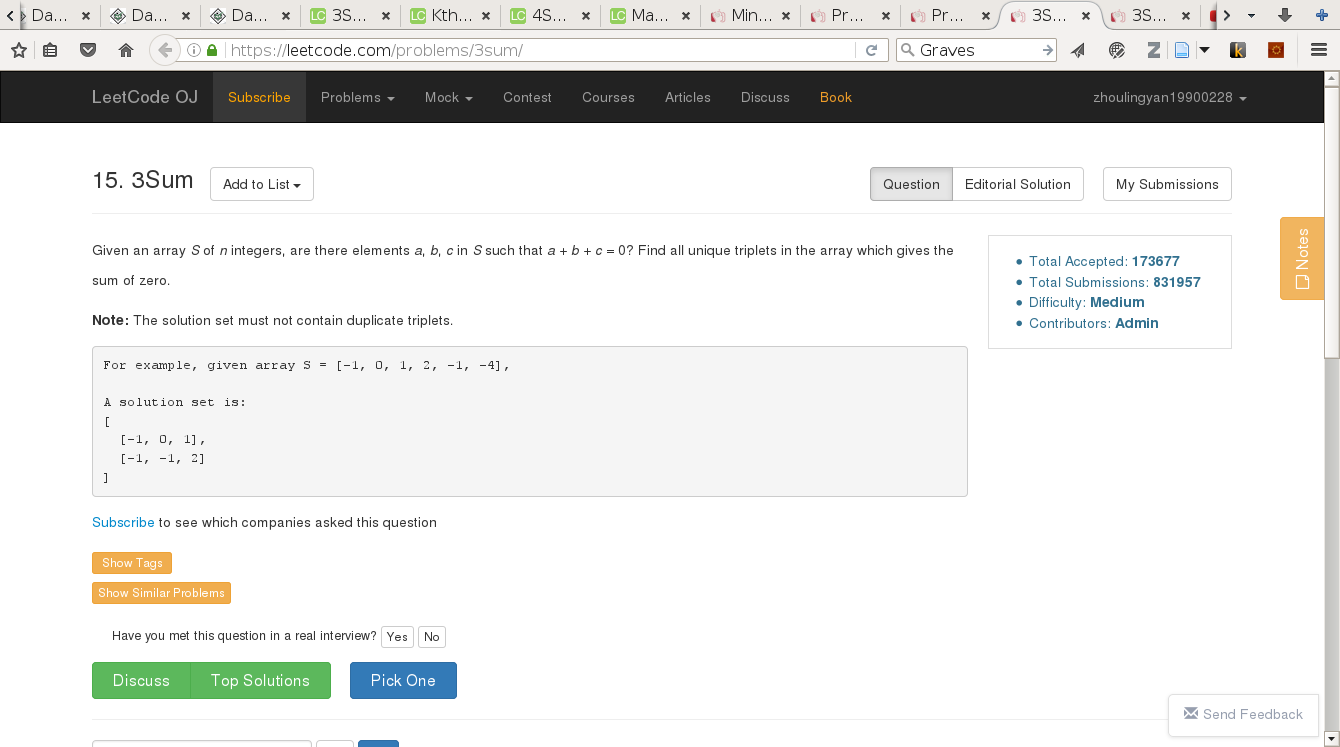 Da... Da... Da... 3S... Kth... 4S... Ma... Min... Pr... Pr... 3S... 3S...
https://leetcode.com/problems/3sum/ Graves
LeetCode OJ Subscribe Problems Mock Contest Courses Articles Discuss Book zhoulingyan19900228
15. 3Sum Add to List Question Editorial Solution My Submissions
Given an array S of n integers, are there elements a, b, c in S such that a + b + c = 0? Find all unique triplets in the array which gives the
sum of zero.
Note: The solution set must not contain duplicate triplets.
For example, given array S = [-1, 0, 1, 2, -1, -4],
A solution set is:
[
[-1, 0, 1],
[-1, -1, 2]
]
Subscribe to see which companies asked this question
Show Tags
Show Similar Problems
Have you met this question in a real interview? Yes No
Discuss Top Solutions Pick One
Total Accepted: 173677
Total Submissions: 831957
Difficulty: Medium
Contributors: Admin
Notes
Send Feedback